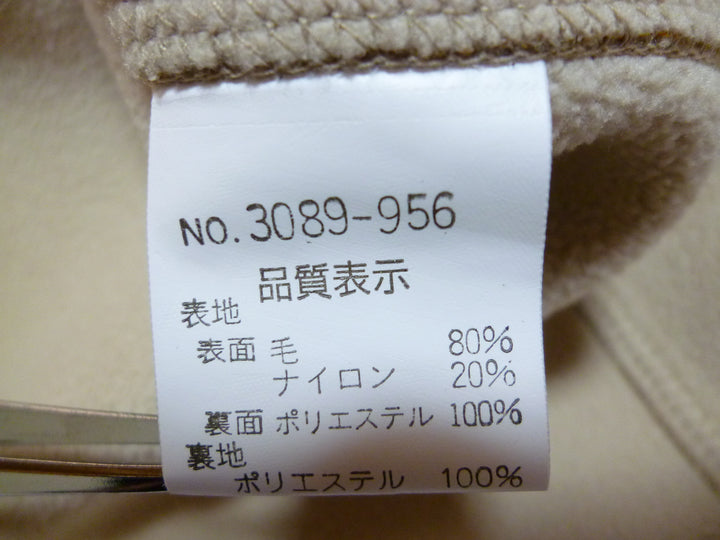 No.3089-956
品質表示
表地
表面 毛 80%
ナイロン 20%
裏面 ポリエステル 100%
裏地
ポリエステル 100%